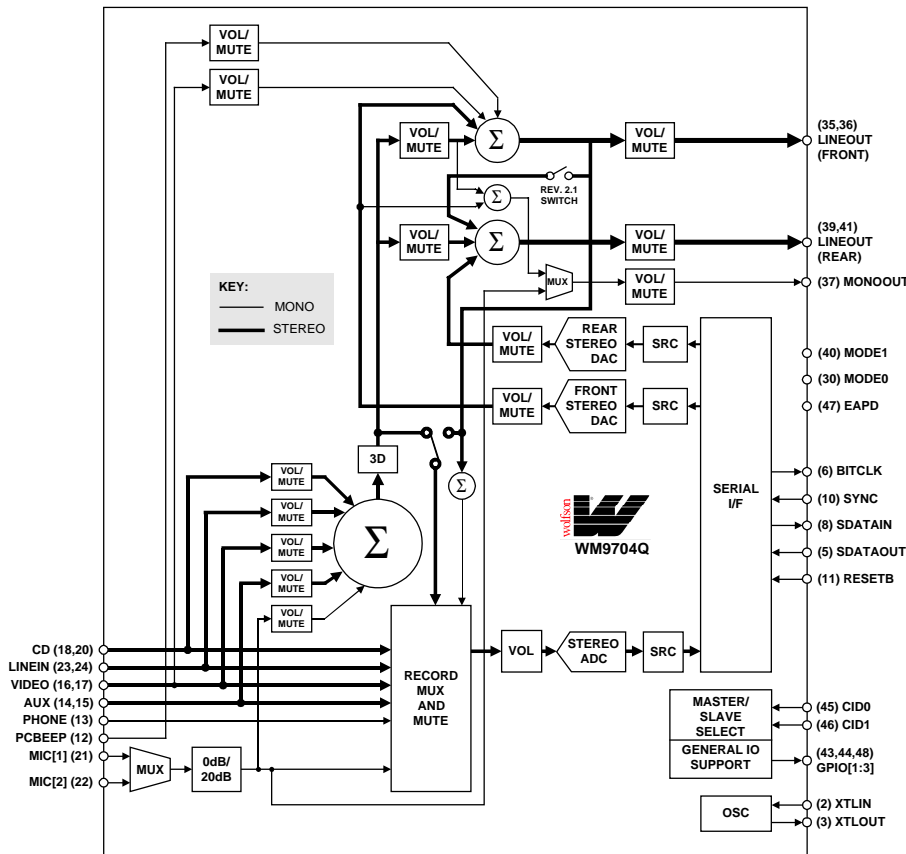 VOL/
MUTE
VOL/
MUTE
VOL/
MUTE
Σ
VOL/
MUTE
(35,36)
LINEOUT
(FRONT)
REV. 2.1
SWITCH
Σ
VOL/
MUTE
Σ
VOL/
MUTE
(39,41)
LINEOUT
(REAR)
MUX
VOL/
MUTE
(37) MONOOUT
KEY:
MONO
STEREO
VOL/
MUTE
REAR
STEREO
DAC
SRC
(40) MODE1
(30) MODE0
VOL/
MUTE
FRONT
STEREO
DAC
SRC
(47) EAPD
3D
Σ
SERIAL
I/F
(6) BITCLK
(10) SYNC
(8) SDATAIN
(5) SDATAOUT
(11) RESETB
wolfson
WM9704Q
VOL/
MUTE
VOL/
MUTE
VOL/
MUTE
VOL/
MUTE
VOL/
MUTE
Σ
CD (18,20)
LINEIN (23,24)
VIDEO (16,17)
AUX (14,15)
PHONE (13)
PCBEEP (12)
MIC[1] (21)
MIC[2] (22)
MUX
0dB/
20dB
RECORD
MUX
AND
MUTE
VOL
STEREO
ADC
SRC
MASTER/
SLAVE
SELECT
(45) CID0
(46) CID1
GENERAL IO
SUPPORT
(43,44,48)
GPIO[1:3]
OSC
(2) XTLIN
(3) XTLOUT